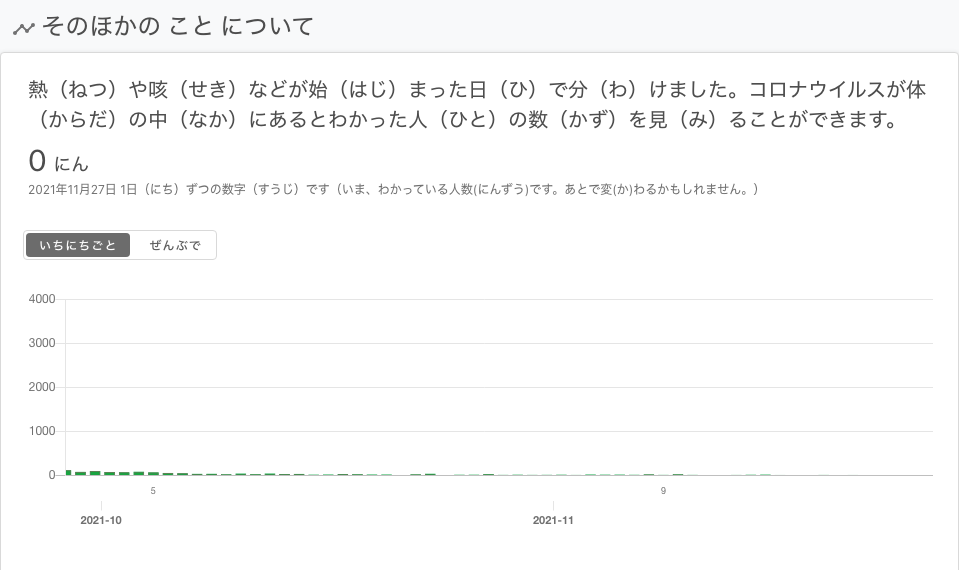 そのほかの こと について
熱（ねつ）や咳（せき）などが始（はじ）まった日（ひ）で分（わ）けました。コロナウイルスが体
（からだ）の中（なか）にあるとわかった人（ひと）の数（かず）を見（み）ることができます。
0 にん
2021年11月27日 1日（にち）ずつの数字（すうじ）です（いま、わかっている人数(にんずう)です。あとで変(か)わるかもしれません。）
いちにちごと ぜんぶで
4000
3000
2000
1000
0
5 9
2021-10 2021-11